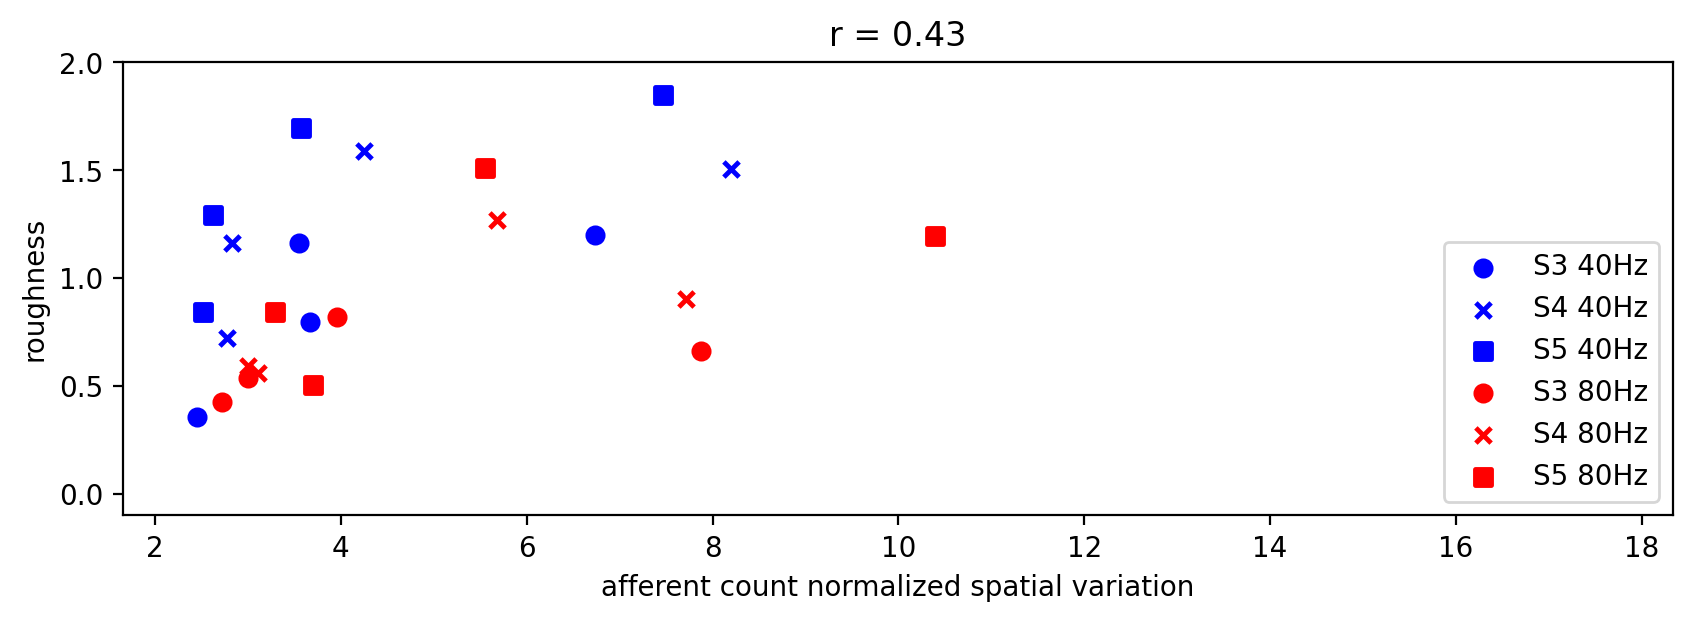 r = 0.43
2.0
1.5
1.0
0.5
0.0
roughness
S3 40Hz
S4 40Hz
S5 40Hz
S3 80Hz
S4 80Hz
S5 80Hz
2 4 6 8 10 12 14 16 18
afferent count normalized spatial variation